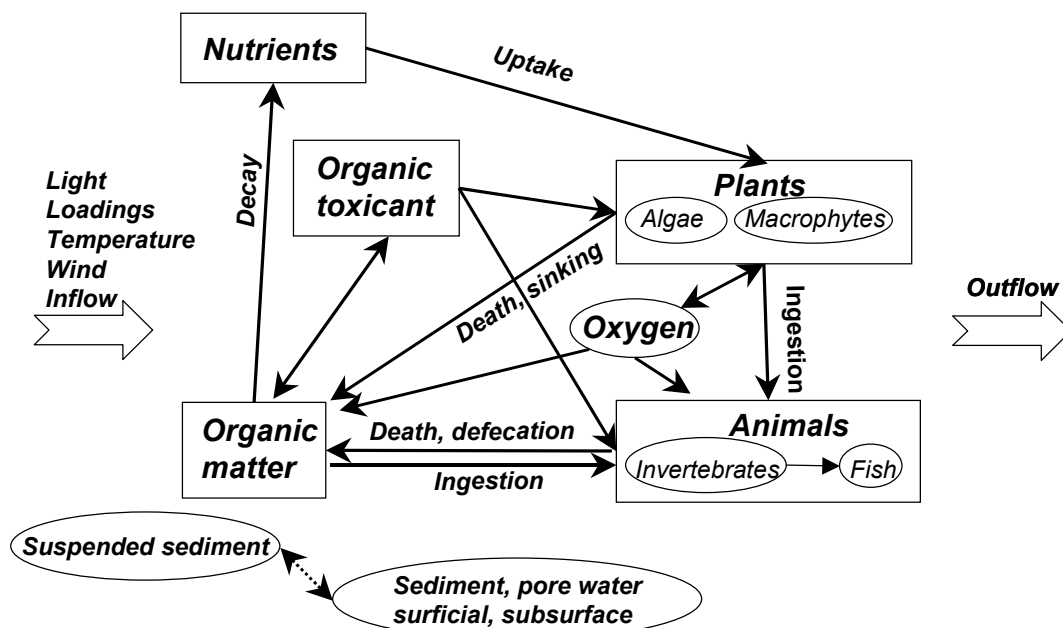 Nutrients
Uptake
Decay
Organic
toxicant
Light
Loadings
Temperature
Wind
Inflow
Plants
Algae
Macrophytes
Death, sinking
Oxygen
Ingestion
Outflow
Organic
matter
Death, defecation
Ingestion
Animals
Invertebrates
Fish
Suspended sediment
Sediment, pore water
surficial, subsurface